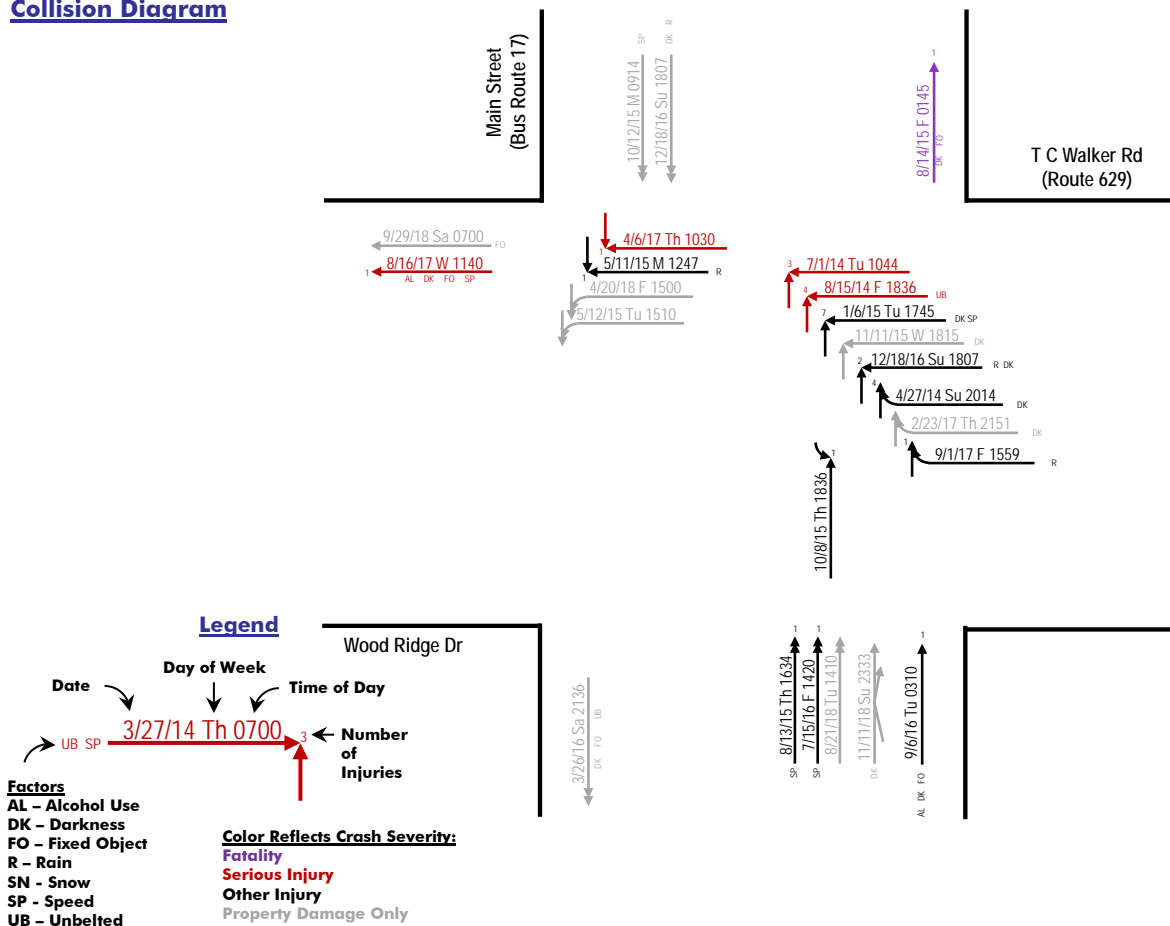 Collision Diagram
Main Street
(Bus Route 17)
SP
10/12/15 M 0914
DK R
12/18/16 Su 1807
1
8/14/15 F 0145
DK FO
T C Walker Rd
(Route 629)
9/29/18 Sa 0700 FO
1 8/16/17 W 1140
AL DK FO SP
1 4/6/17 Th 1030
1 5/11/15 M 1247 R
4/20/18 F 1500
5/12/15 Tu 1510
3 7/1/14 Tu 1044
4 8/15/14 F 1836 UB
7 1/6/15 Tu 1745 DK SP
11/11/15 W 1815 DK
2 12/18/16 Su 1807 R DK
4 4/27/14 Su 2014 DK
2/23/17 Th 2151 DK
1 9/1/17 F 1559 R
1
10/8/15 Th 1836
Legend
Wood Ridge Dr
Date
Day of Week
Time of Day
UB SP 3/27/14 Th 0700 3
Number
of
Injuries
Factors
AL – Alcohol Use
DK – Darkness
FO – Fixed Object
R – Rain
SN - Snow
SP - Speed
UB – Unbelted
Color Reflects Crash Severity:
Fatality
Serious Injury
Other Injury
Property Damage Only
3/26/16 Sa 2136
DK FO UB
1
8/13/15 Th 1634
SP
1
7/15/16 F 1420
SP
8/21/18 Tu 1410
11/11/18 Su 2333
DK
1
9/6/16 Tu 0310
AL DK FO